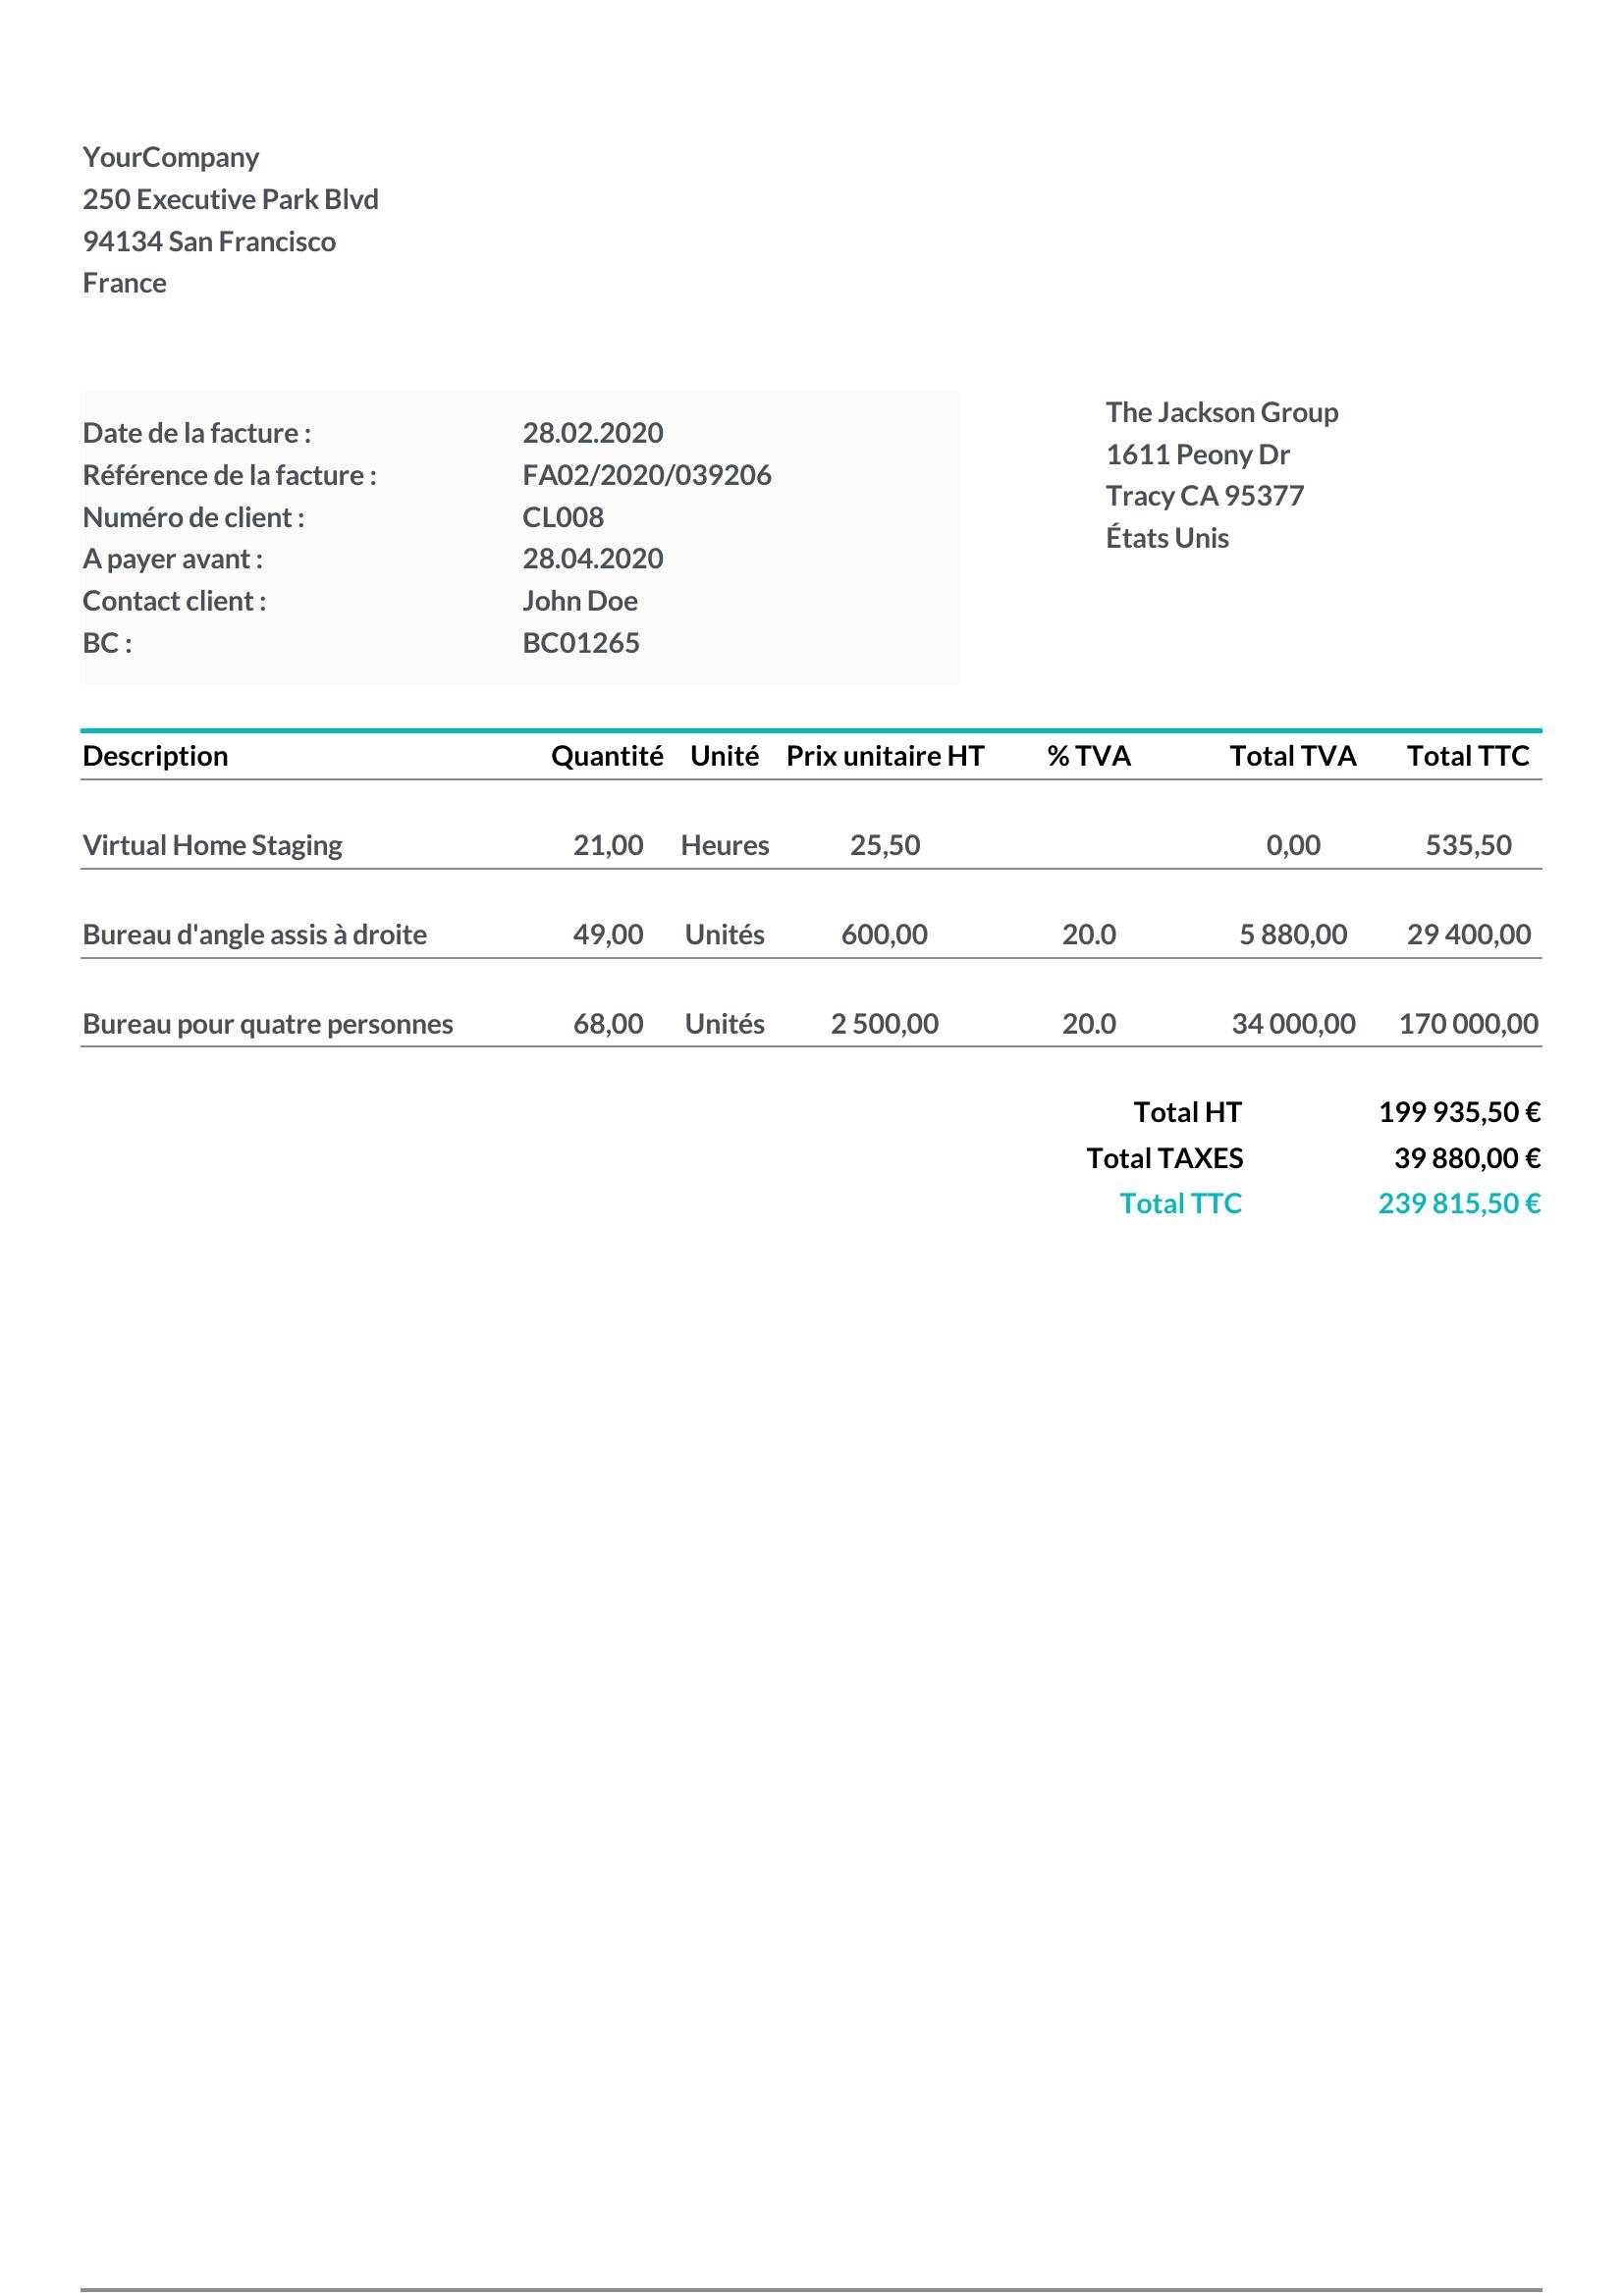 YourCompany
250 Executive Park Blvd
94134 San Francisco
France
Date de la facture : 28.02.2020
Référence de la facture : FA02/2020/039206
Numéro de client : CL008
A payer avant : 28.04.2020
Contact client : John Doe
BC : BC01265
The Jackson Group
1611 Peony Dr
Tracy CA 95377
États Unis
Description Quantité Unité Prix unitaire HT % TVA Total TVA Total TTC
Virtual Home Staging 21,00 Heures 25,50 0,00 535,50
Bureau d'angle assis à droite 49,00 Unités 600,00 20.0 5 880,00 29 400,00
Bureau pour quatre personnes 68,00 Unités 2 500,00 20.0 34 000,00 170 000,00
Total HT 199 935,50 €
Total TAXES 39 880,00 €
Total TTC 239 815,50 €